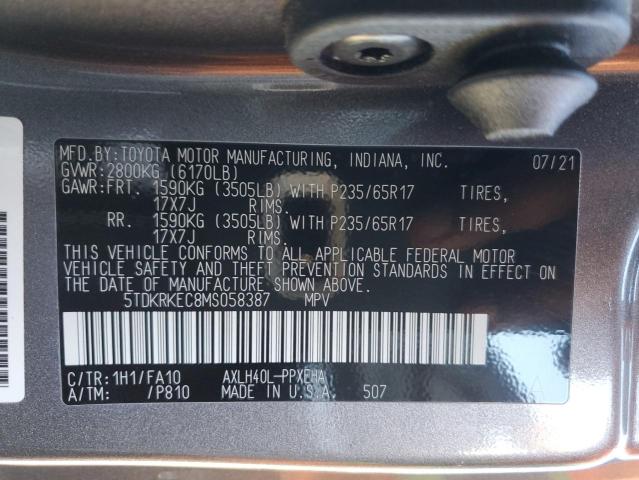 MFD.BY:TOYOTA MOTOR MANUFACTURING, INDIANA, INC. 07/21
GVWR:2800KG (6170LB)
GAWR:FRT. 1590KG (3505LB) WITH P235/65R17 TIRES,
17X7J RIMS.
RR. 1590KG (3505LB) WITH P235/65R17 TIRES,
17X7J RIMS.
THIS VEHICLE CONFORMS TO ALL APPLICABLE FEDERAL MOTOR
VEHICLE SAFETY AND THEFT PREVENTION STANDARDS IN EFFECT ON
THE DATE OF MANUFACTURE SHOWN ABOVE.
5TDKRKEC8MS058387 MPV
C/TR:1H1/FA10 AXLH40L-PPXEHA
A/TM: /P810 MADE IN U.S.A. 507